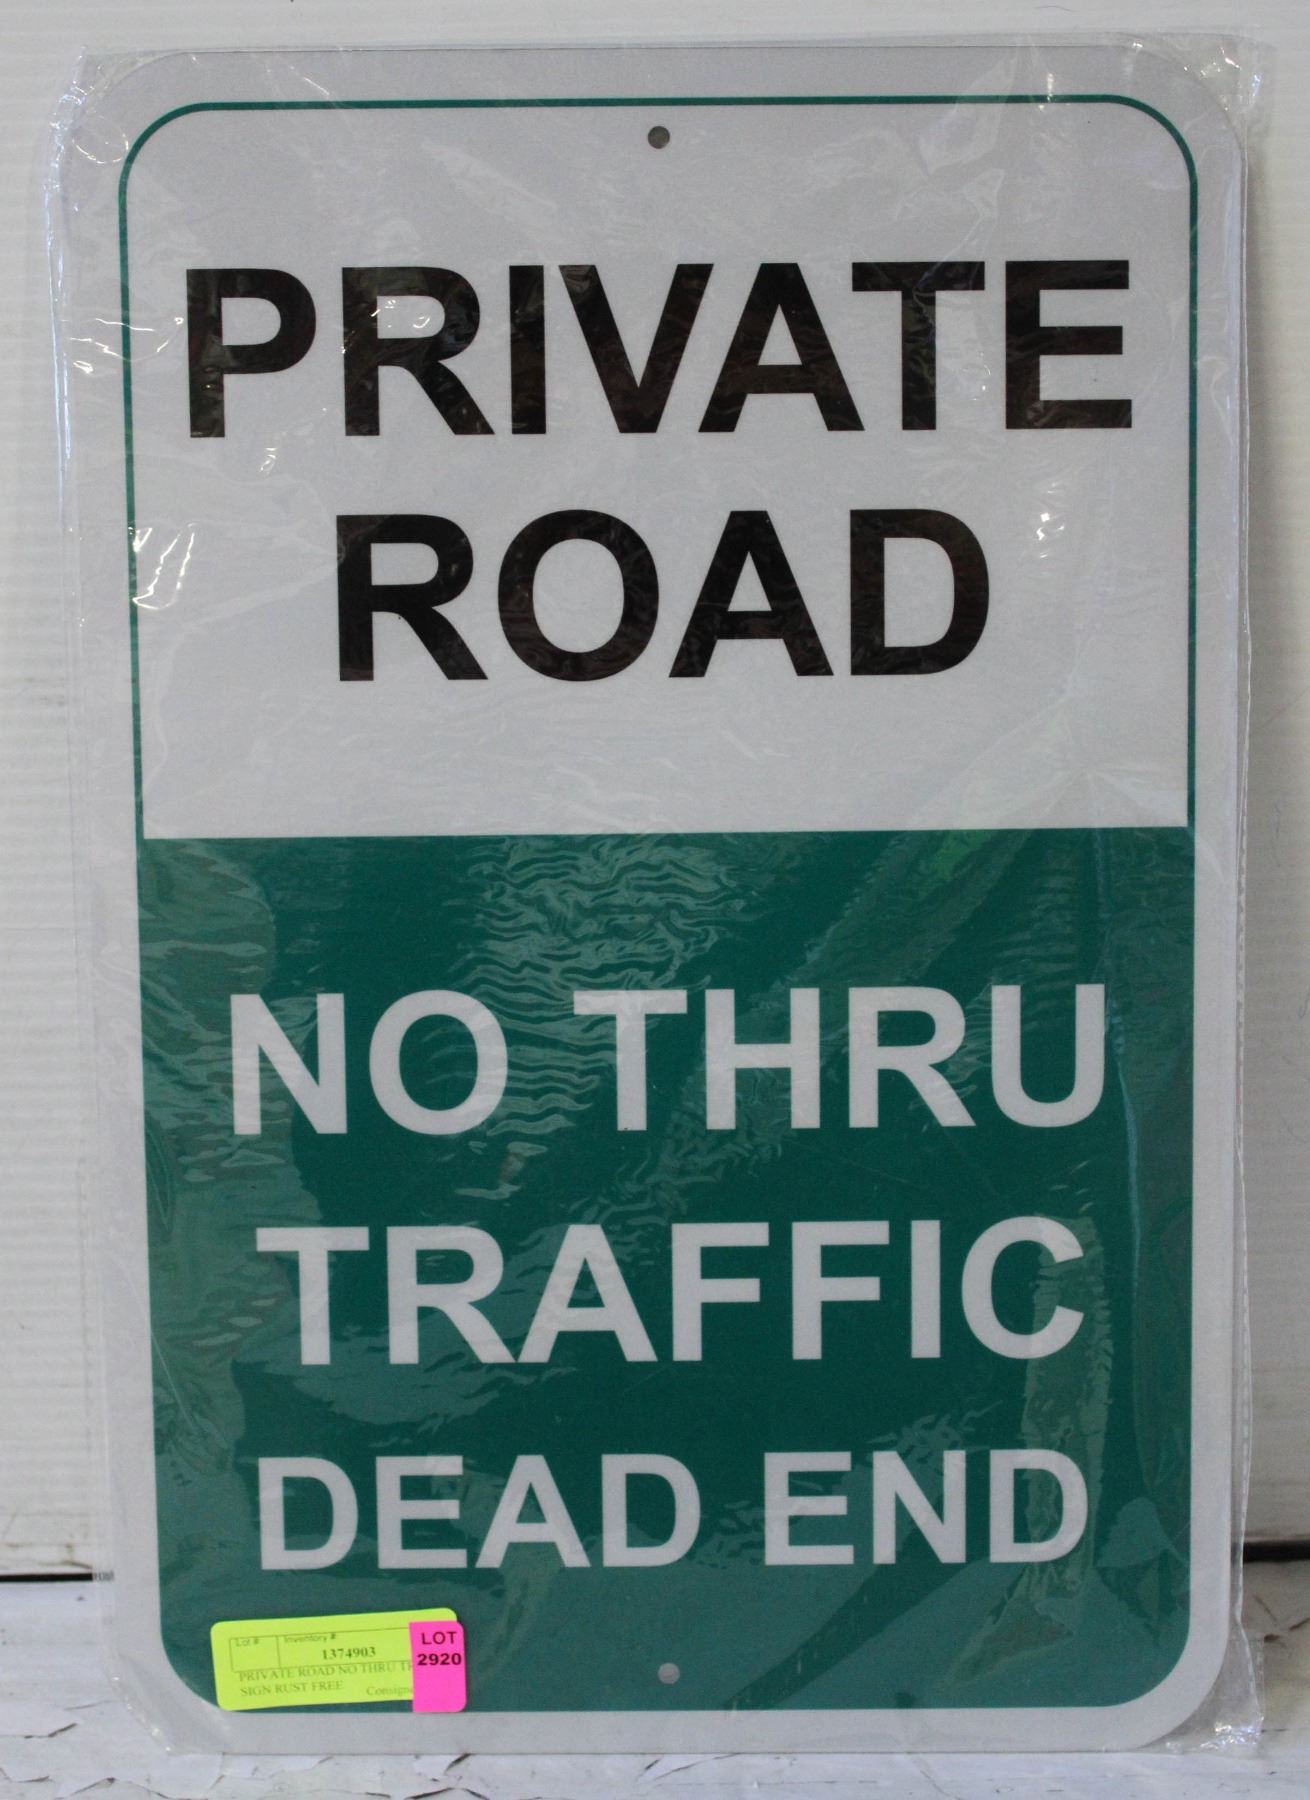 PRIVATE
ROAD
NO THRU
TRAFFIC
DEAD END
Lot # Inventory #
1374903
PRIVATE ROAD NO THRU
SIGN RUST FREE
LOT
2920